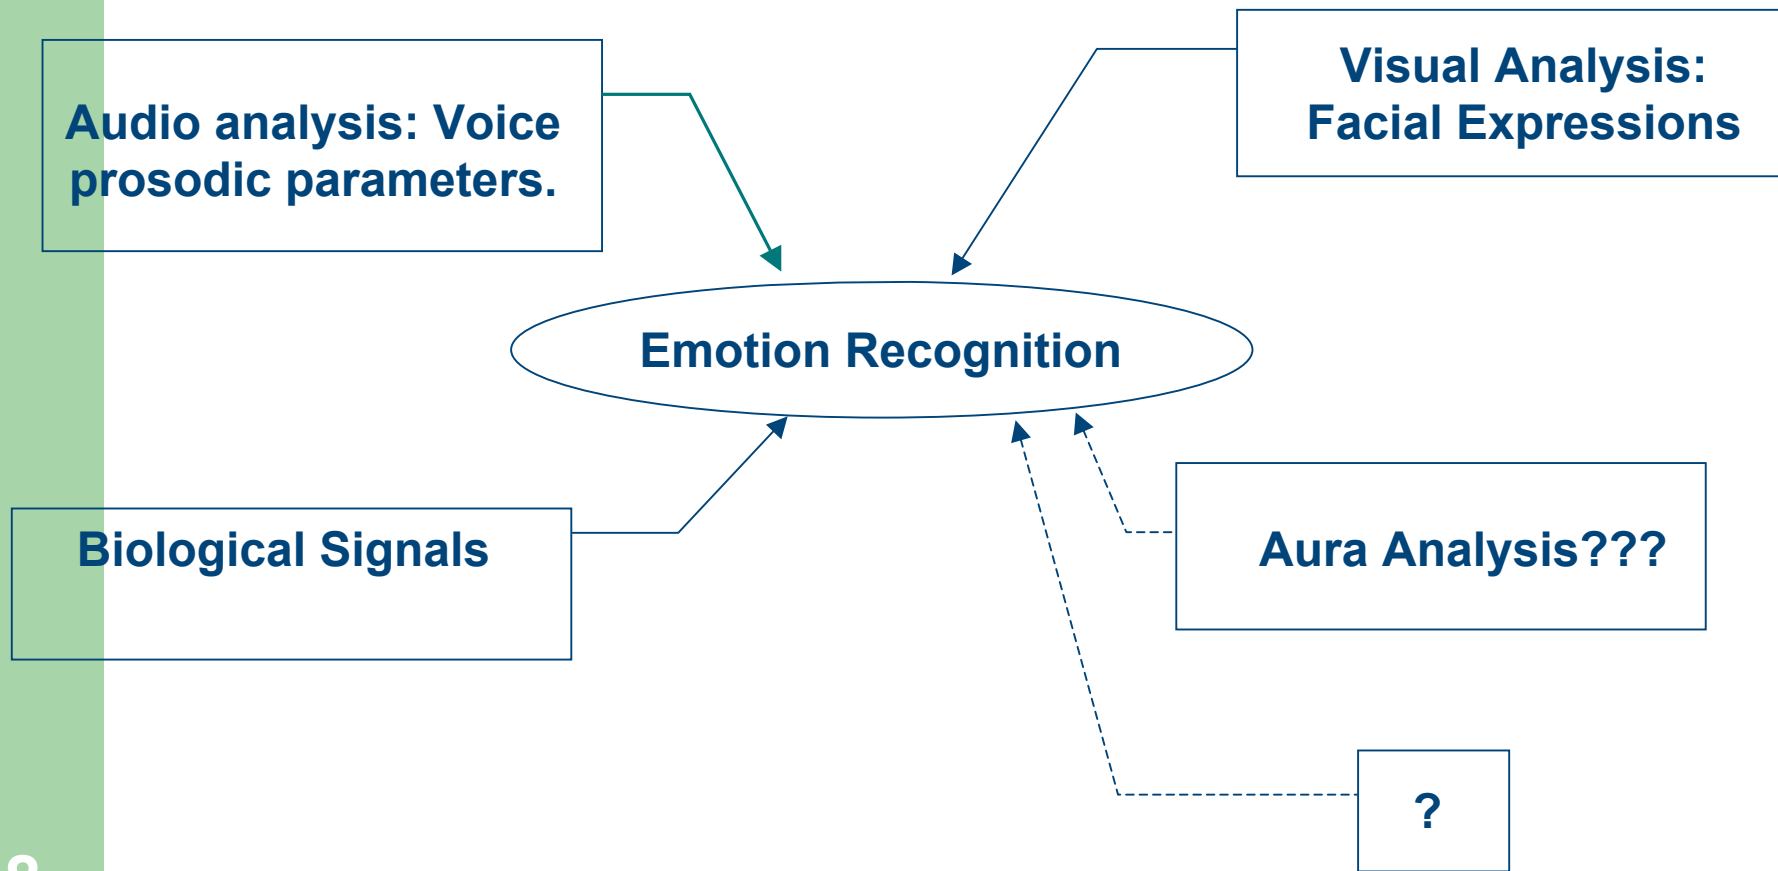 Audio analysis: Voice
prosodic parameters.
Visual Analysis:
Facial Expressions
Emotion Recognition
Biological Signals
Aura Analysis???
?